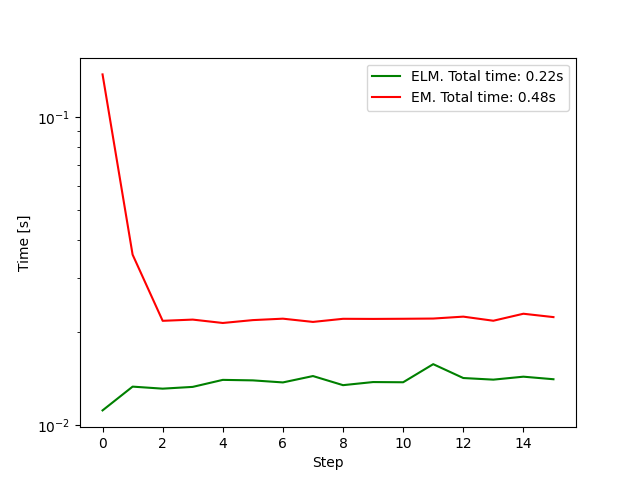 ELM. Total time: 0.22s
EM. Total time: 0.48s
10⁻¹
10⁻²
Time [s]
0 2 4 6 8 10 12 14
Step